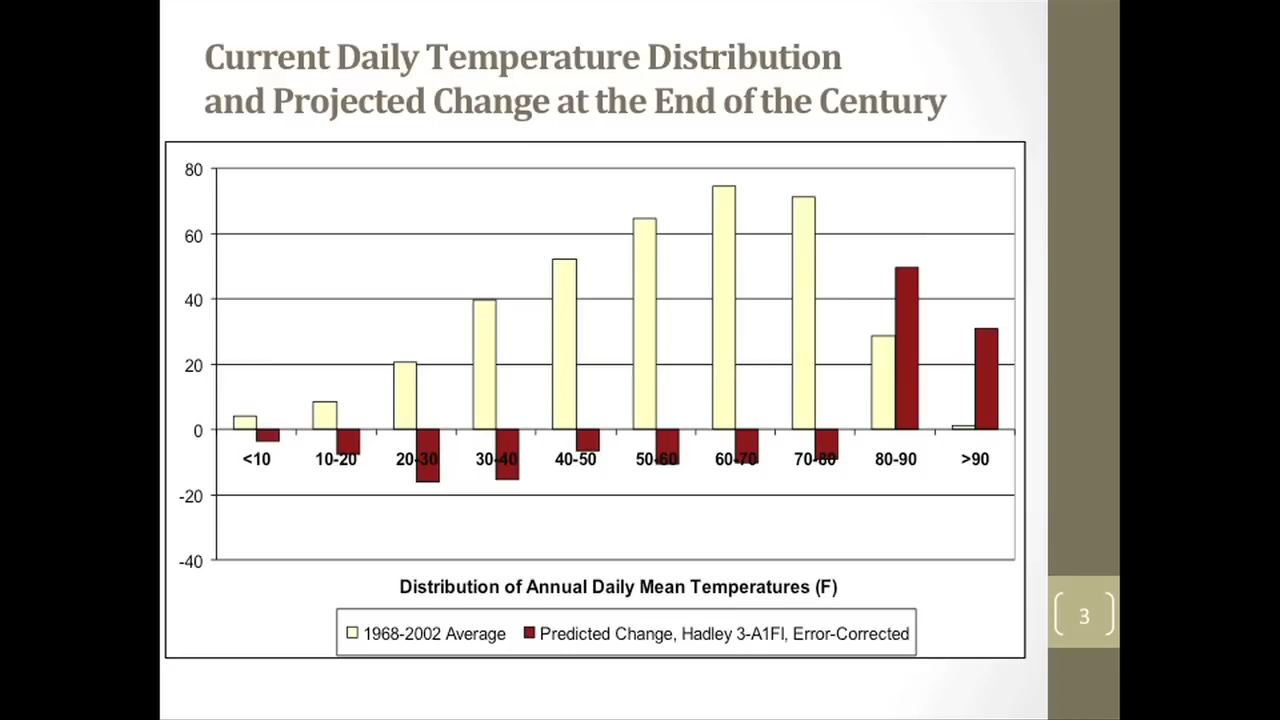 Current Daily Temperature Distribution
and Projected Change at the End of the Century
80
60
40
20
0
-20
-40
<10 10-20 20-30 30-40 40-50 50-60 60-70 70-80 80-90 >90
Distribution of Annual Daily Mean Temperatures (F)
1968-2002 Average Predicted Change, Hadley 3-A1FI, Error-Corrected
3